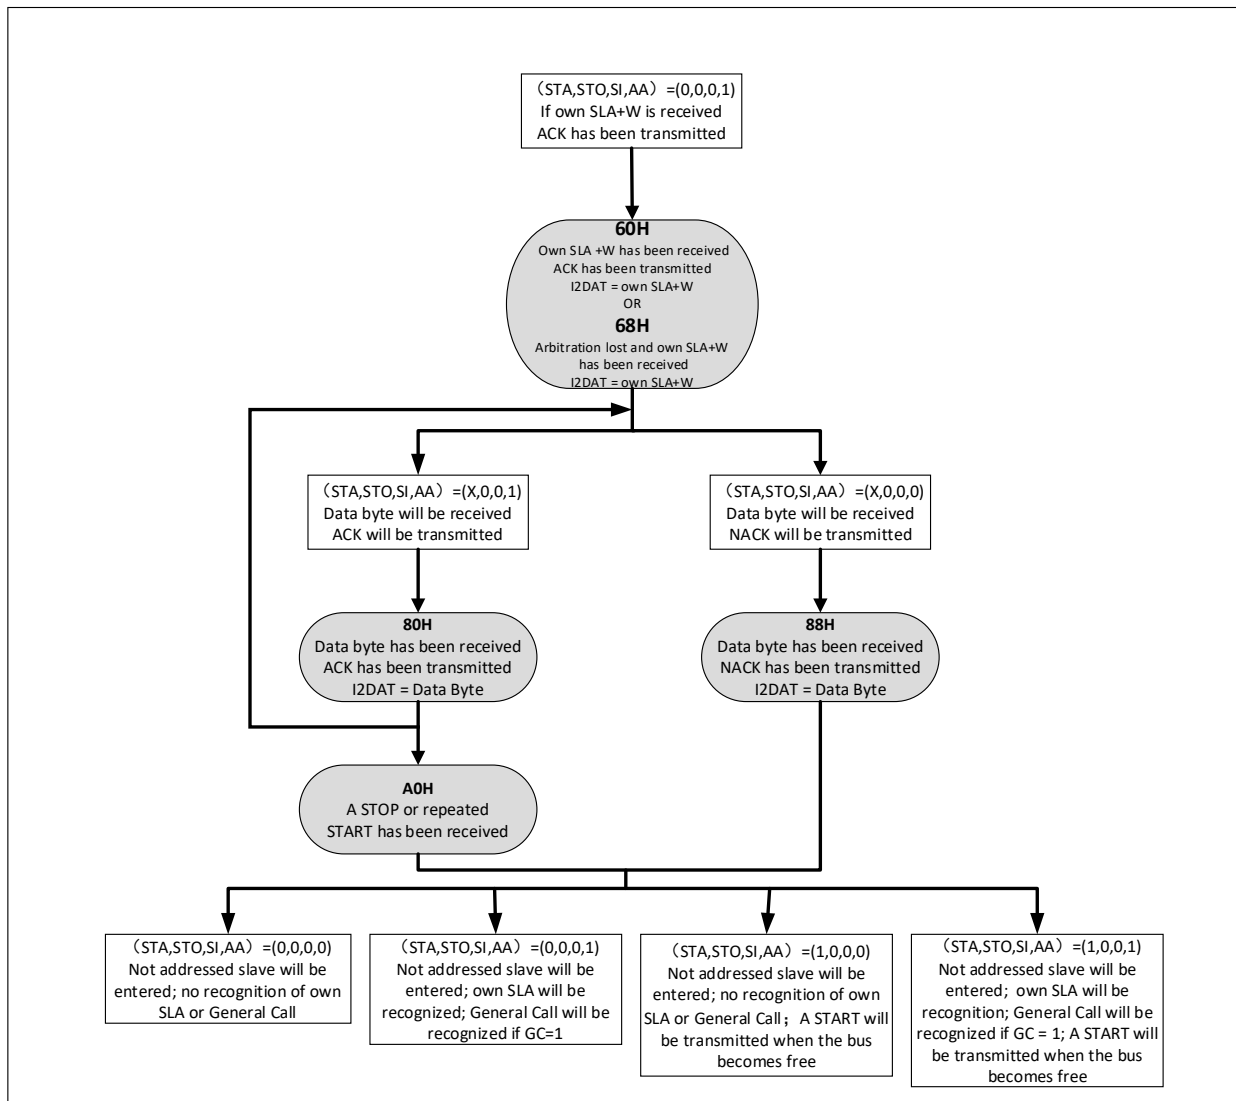 （STA,STO,SI,AA）=(0,0,0,1)
If own SLA+W is received
ACK has been transmitted
60H
Own SLA +W has been received
ACK has been transmitted
I2DAT = own SLA+W
OR
68H
Arbitration lost and own SLA+W
has been received
I2DAT = own SLA+W
（STA,STO,SI,AA）=(X,0,0,1)
Data byte will be received
ACK will be transmitted
（STA,STO,SI,AA）=(X,0,0,0)
Data byte will be received
NACK will be transmitted
80H
Data byte has been received
ACK has been transmitted
I2DAT = Data Byte
88H
Data byte has been received
NACK has been transmitted
I2DAT = Data Byte
A0H
A STOP or repeated
START has been received
（STA,STO,SI,AA）=(0,0,0,0)
Not addressed slave will be
entered; no recognition of own
SLA or General Call
（STA,STO,SI,AA）=(0,0,0,1)
Not addressed slave will be
entered; own SLA will be
recognized; General Call will be
recognized if GC=1
（STA,STO,SI,AA）=(1,0,0,0)
Not addressed slave will be
entered; no recognition of own
SLA or General Call；A START will
be transmitted when the bus
becomes free
（STA,STO,SI,AA）=(1,0,0,1)
Not addressed slave will be
entered; own SLA will be
recognition; General Call will be
recognized if GC = 1; A START will
be transmitted when the bus
becomes free